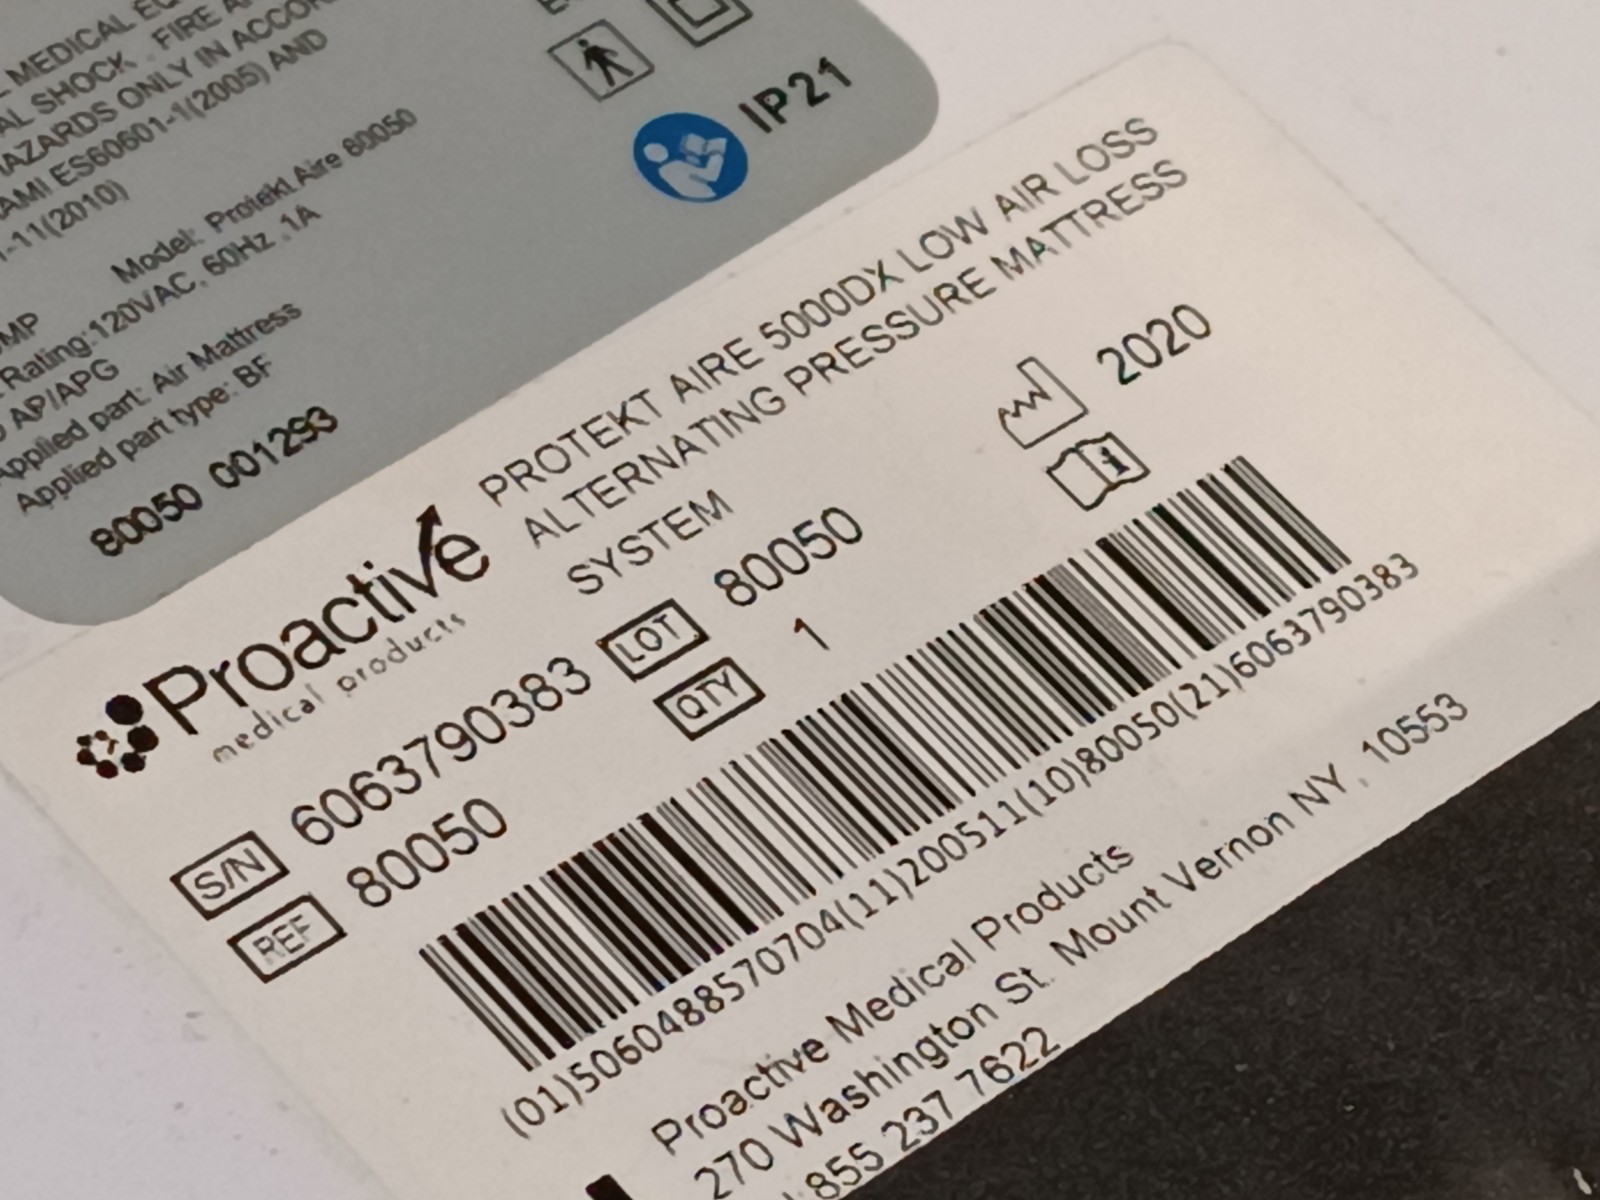 MEDICAL
AL SHOCK . FIRE
HAZARDS ONLY IN
ES60601-1(2005) AND
-11(2010)
Model: Protekt Aire 80050
Rating:120VAC, 60Hz .1A
AP/APG
Applied part: Air Mattress
Applied part type: BF
80050 001293
IP21
Proactive
medical products
PROTEKT AIRE 5000DX LOW AIR LOSS
ALTERNATING PRESSURE MATTRESS
SYSTEM
2020
S/N 6063790383 LOT 80050
REF 80050 QTY 1
(01)5060488570704(11)200511(10)80050(21)6063790383
Proactive Medical Products
270 Washington St. Mount Vernon NY, 10553
855 237 7622